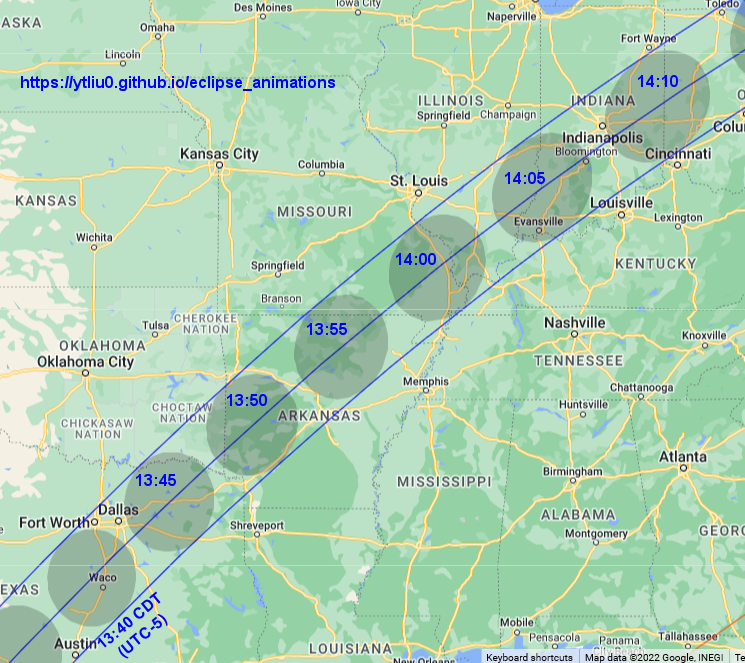 Des Moines
Iowa City
Naperville
Toledo
ASKA
Omaha
Fort Wayne
Lincoln
https://ytliu0.github.io/eclipse_animations
14:10
ILLINOIS
INDIANA
Springfield
Champaign
Indianapolis
Colu
Kansas City
Columbia
Bloomington
Cincinnati
St. Louis
14:05
KANSAS
MISSOURI
Louisville
Evansville
Lexington
Wichita
14:00
Springfield
KENTUCKY
Branson
CHEROKEE
NATION
Tulsa
13:55
Nashville
Knoxville
OKLAHOMA
Oklahoma City
TENNESSEE
Memphis
Chattanooga
13:50
CHOCTAW
NATION
ARKANSAS
Huntsville
CHICKASAW
NATION
Atlanta
13:45
Birmingham
MISSISSIPPI
Dallas
Fort Worth
Shreveport
ALABAMA
Montgomery
GEORG
Waco
EXAS
13:40 CDT
(UTC-5)
Austin
Mobile
Pensacola
Panama
Tallahassee
LOUISIANA
New Orleans
Keyboard shortcuts
Map data ©2022 Google, INEGI
Te